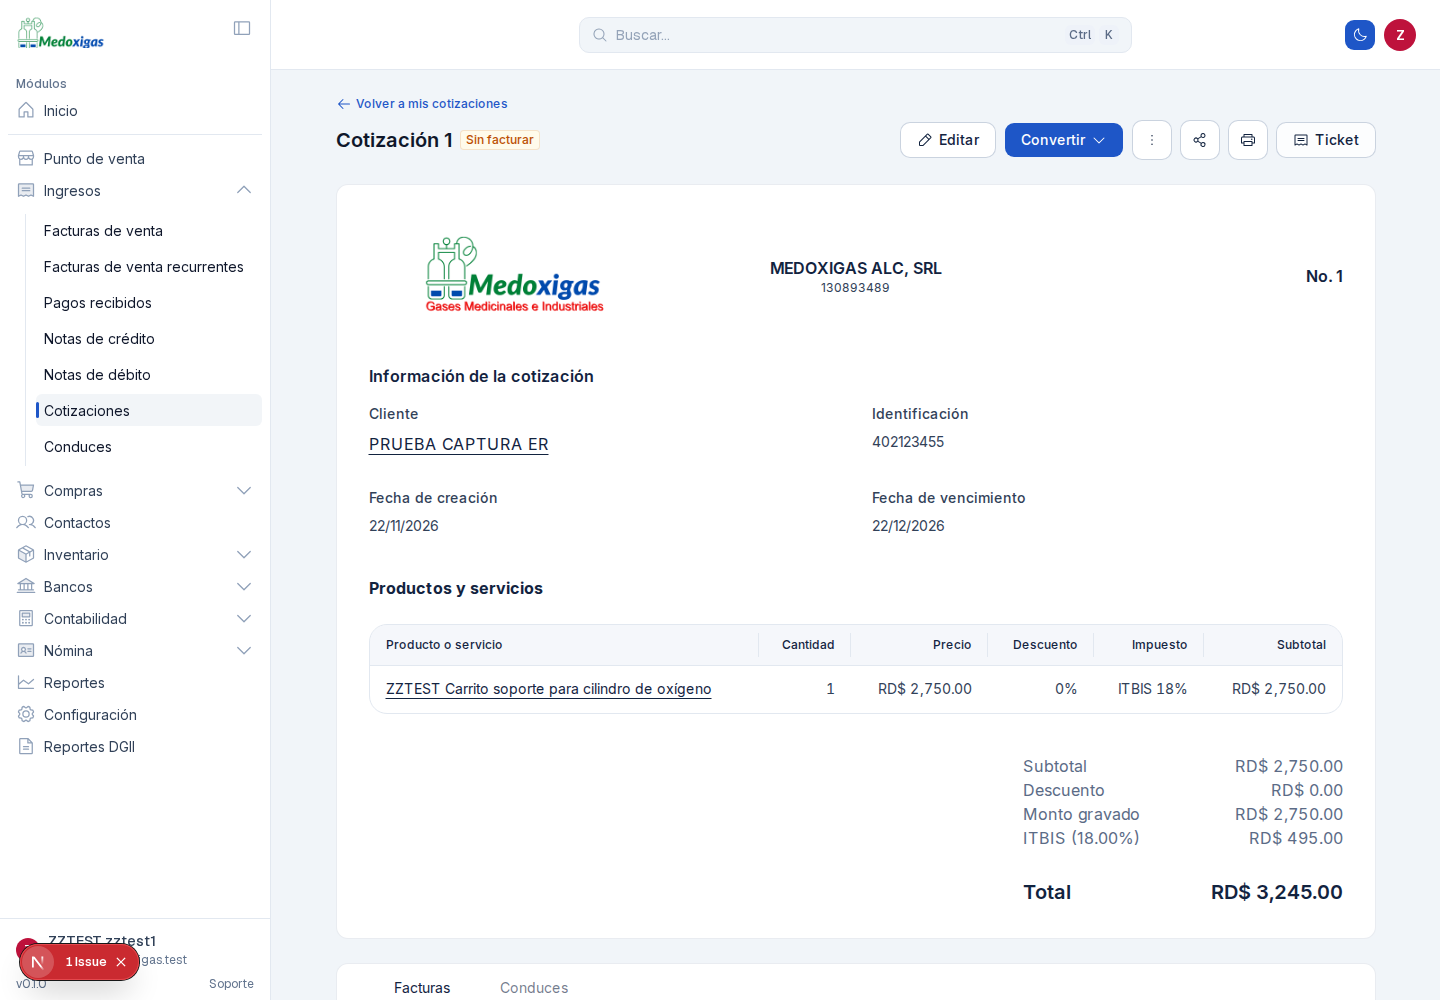 Medoxigas
Módulos
Inicio
Punto de venta
Ingresos
Facturas de venta
Facturas de venta recurrentes
Pagos recibidos
Notas de crédito
Notas de débito
Cotizaciones
Conduces
Compras
Contactos
Inventario
Bancos
Contabilidad
Nómina
Reportes
Configuración
Reportes DGII
ZZTEST zztest1
igas.test
1 Issue
v0.1.0 Soporte
Buscar... Ctrl K
Z
Volver a mis cotizaciones
Cotización 1 Sin facturar
Editar Convertir Ticket
Medoxigas
Gases Medicinales e Industriales
MEDOXIGAS ALC, SRL
130893489
No. 1
Información de la cotización
Cliente Identificación
PRUEBA CAPTURA ER 402123455
Fecha de creación Fecha de vencimiento
22/11/2026 22/12/2026
Productos y servicios
Producto o servicio Cantidad Precio Descuento Impuesto Subtotal
ZZTEST Carrito soporte para cilindro de oxígeno 1 RD$ 2,750.00 0% ITBIS 18% RD$ 2,750.00
Subtotal RD$ 2,750.00
Descuento RD$ 0.00
Monto gravado RD$ 2,750.00
ITBIS (18.00%) RD$ 495.00
Total RD$ 3,245.00
Facturas Conduces